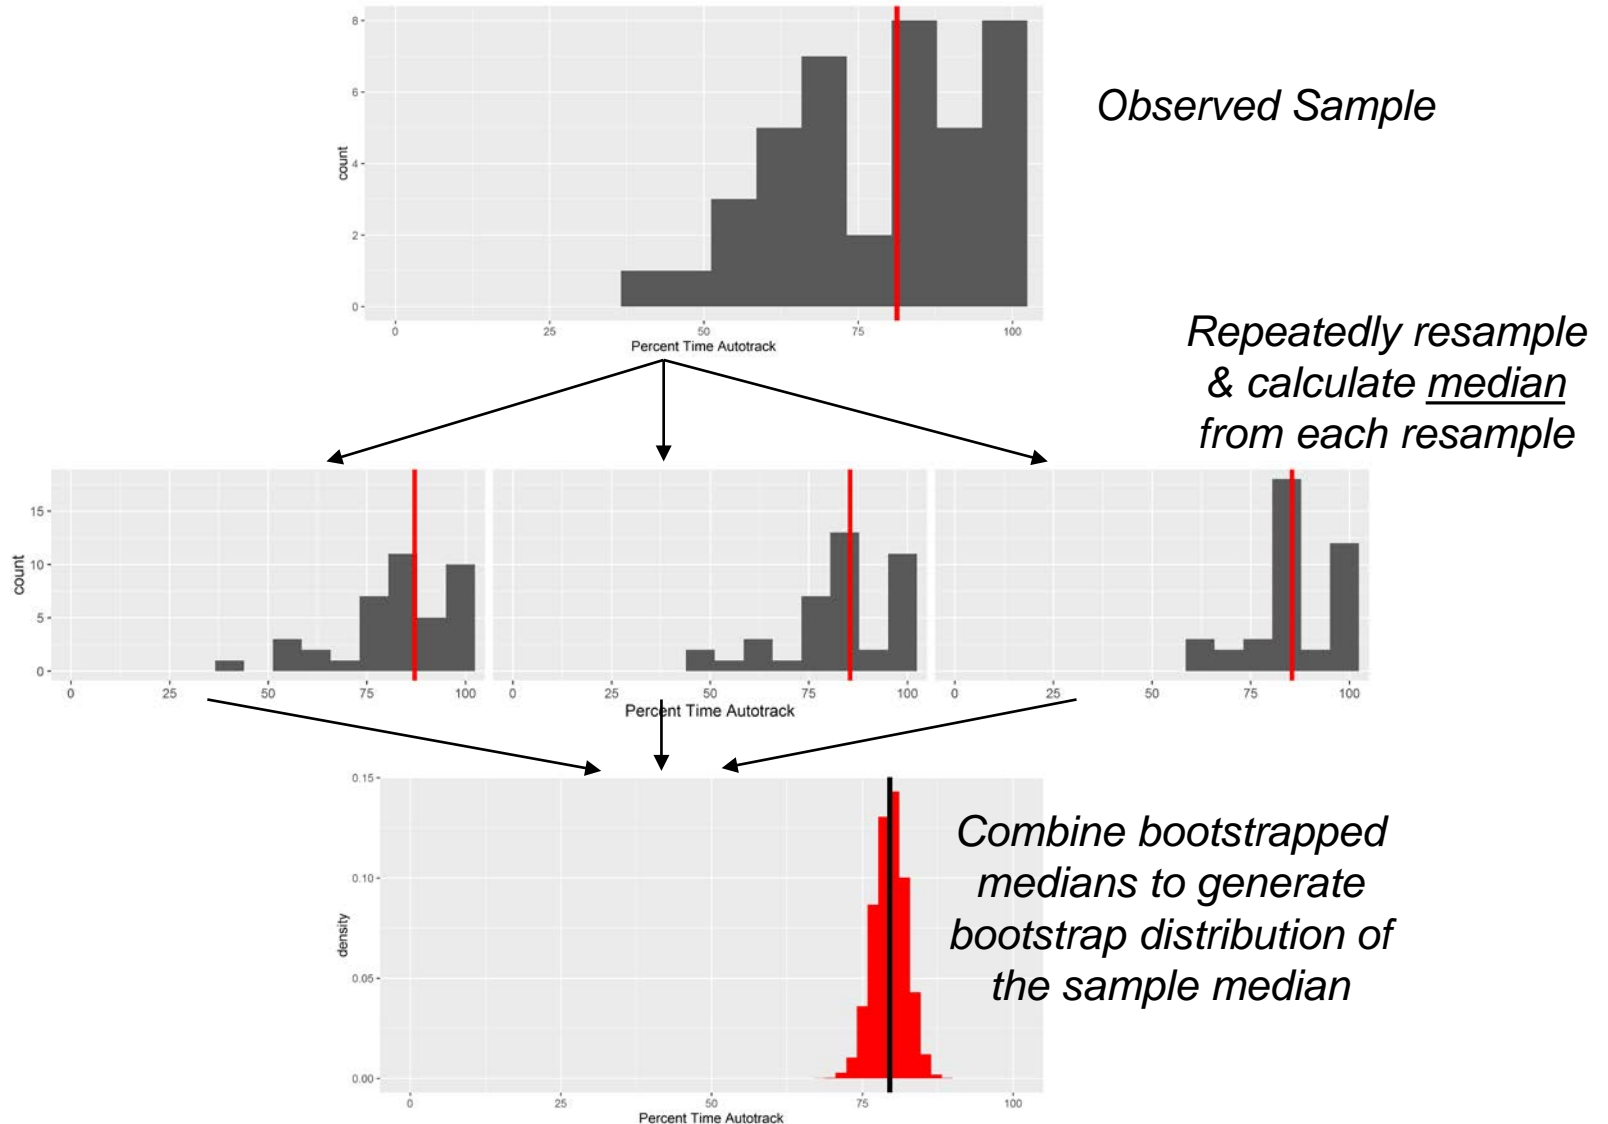 8
6
4
2
0
count
0 25 50 75 100
Percent Time Autotrack
Observed Sample
Repeatedly resample
& calculate median
from each resample
15
10
5
0
count
0 25 50 75 100
0 25 50 75 100
0 25 50 75 100
Percent Time Autotrack
0.15
0.10
0.05
0.00
density
0 25 50 75 100
Percent Time Autotrack
Combine bootstrapped
medians to generate
bootstrap distribution of
the sample median